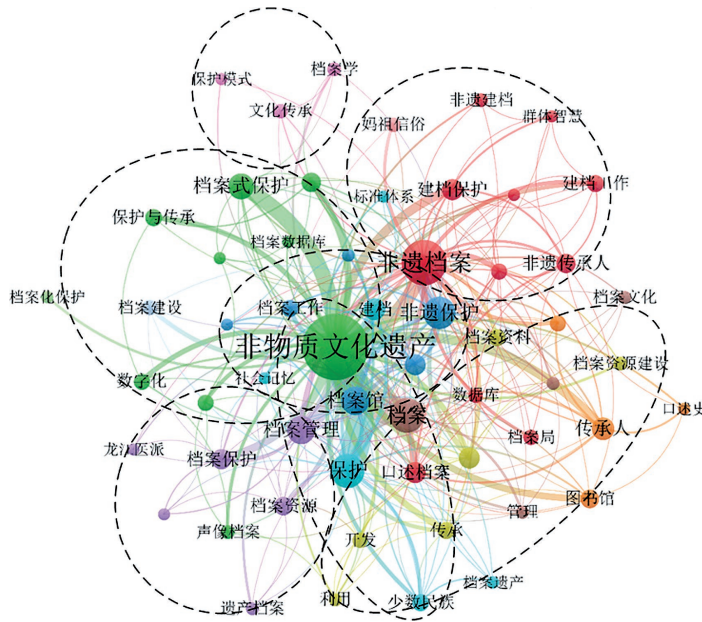 档案学
保护模式
文化传承
非遗建档
群体智慧
妈祖信俗
档案式保护
标准体系
建档保护
建档工作
保护与传承
档案数据库
非遗档案
非遗传承人
档案化保护
档案建设
档案工作
建档
非遗保护
档案文化
非物质文化遗产
档案资料
档案资源建设
数字化
社会记忆
档案馆
数据库
口述史
档案
档案管理
传承人
档案局
龙江医派
档案保护
保护
口述档案
图书馆
档案资源
管理
声像档案
开发
传承
档案遗产
利用
少数民族
遗产档案